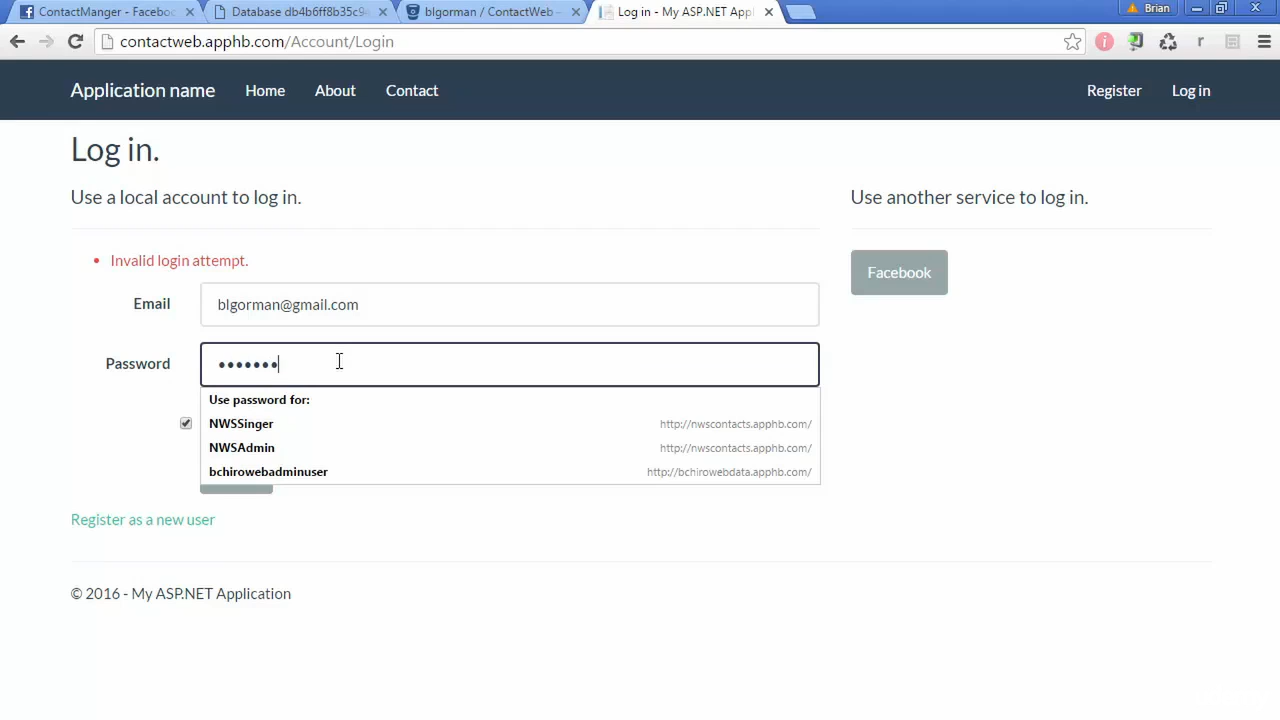 ContactManger - Faceboo
Database db4b6ff8b35c9
blgorman / ContactWeb —
Log in - My ASP.NET Appl
Brian
contactweb.apphb.com/Account/Login
Application name
Home
About
Contact
Register
Log in
Log in.
Use a local account to log in.
Use another service to log in.
Invalid login attempt.
Facebook
Email
blgorman@gmail.com
Password
Use password for:
NWSSinger http://nwscontacts.apphb.com/
NWSAdmin http://nwscontacts.apphb.com/
bchirowebadminuser http://bchirowebdata.apphb.com/
Register as a new user
© 2016 - My ASP.NET Application